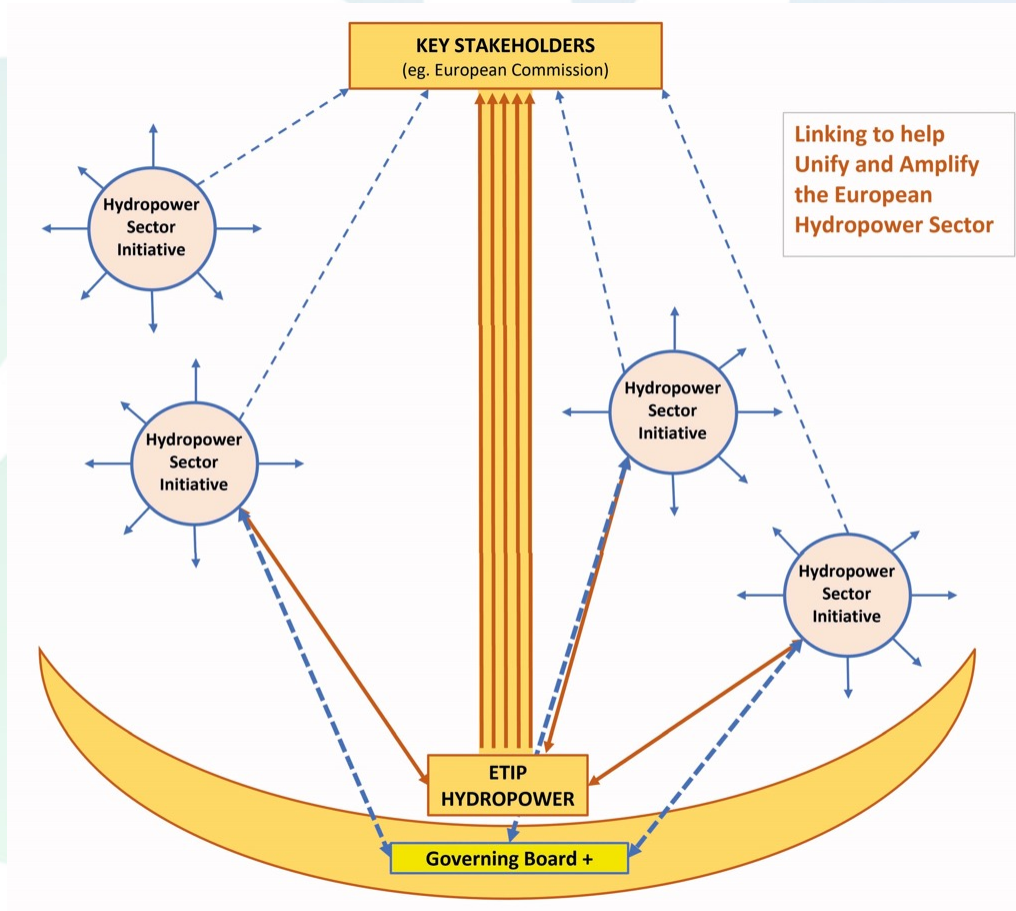 KEY STAKEHOLDERS
(eg. European Commission)
Linking to help
Unify and Amplify
the European
Hydropower Sector
Hydropower
Sector
Initiative
Hydropower
Sector
Initiative
Hydropower
Sector
Initiative
Hydropower
Sector
Initiative
ETIP
HYDROPOWER
Governing Board +